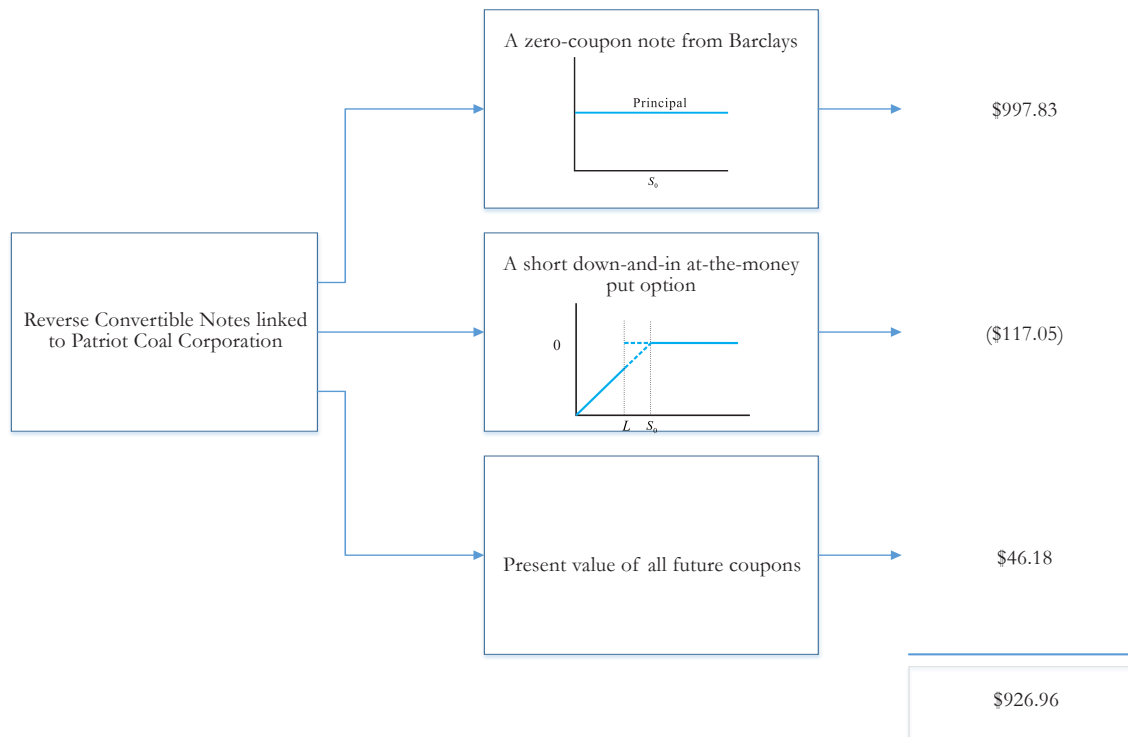 A zero-coupon note from Barclays
Principal
S₀
$997.83
Reverse Convertible Notes linked
to Patriot Coal Corporation
A short down-and-in at-the-money
put option
0
L S₀
($117.05)
Present value of all future coupons
$46.18
$926.96